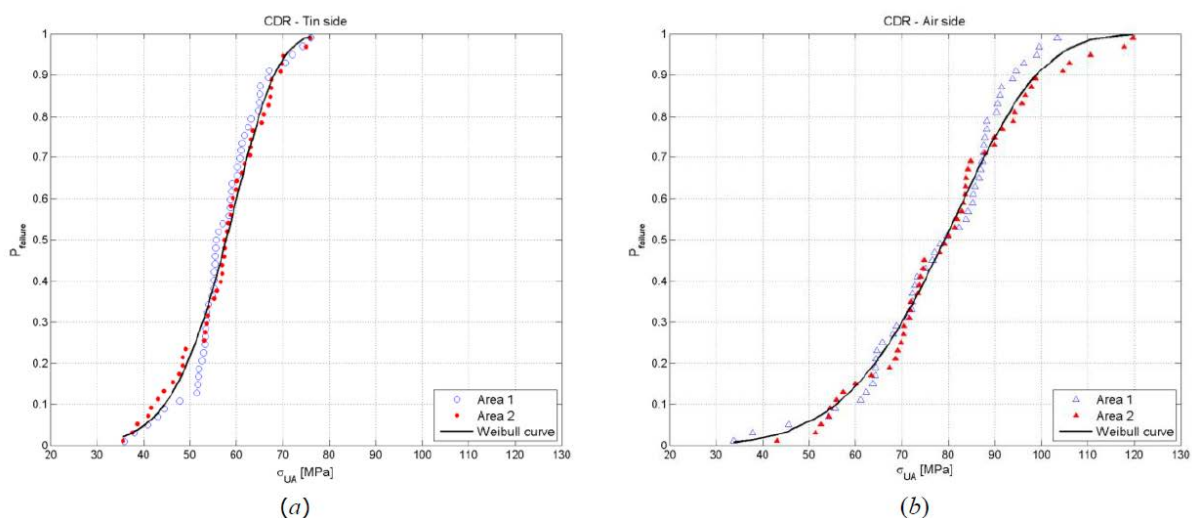 CDR - Tin side
1
0.9
0.8
0.7
0.6
0.5
0.4
0.3
0.2
0.1
0
P_failure
20 30 40 50 60 70 80 90 100 110 120 130
σ_UA [MPa]
Area 1
Area 2
Weibull curve
(a)
CDR - Air side
1
0.9
0.8
0.7
0.6
0.5
0.4
0.3
0.2
0.1
0
P_failure
20 30 40 50 60 70 80 90 100 110 120 130
σ_UA [MPa]
Area 1
Area 2
Weibull curve
(b)